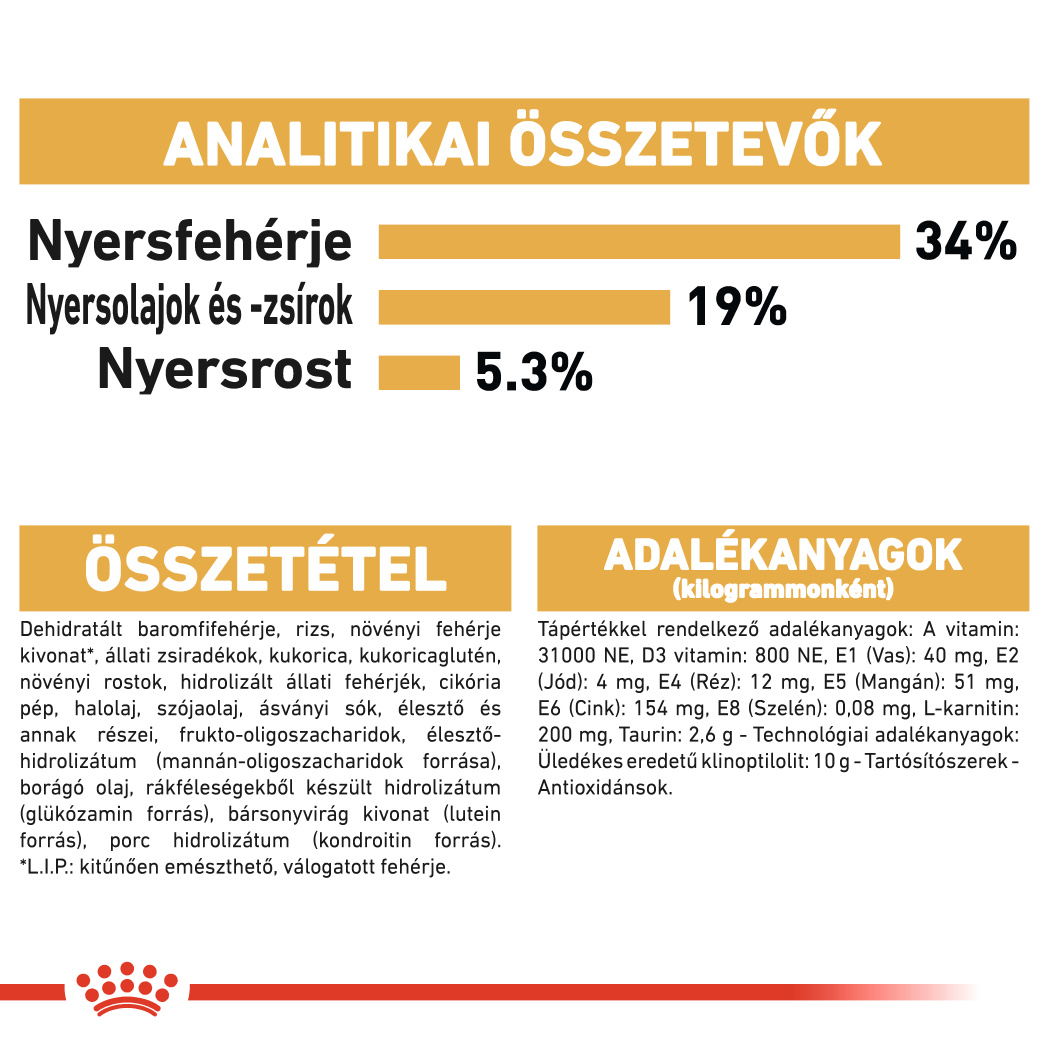 ANALITIKAI ÖSSZETEVŐK
Nyersfehérje 34%
Nyersolajok és -zsírok 19%
Nyersrost 5.3%
ÖSSZETÉTEL
Dehidratált baromfifehérje, rizs, növényi fehérje
kivonat*, állati zsiradékok, kukorica, kukoricaglutén,
növényi rostok, hidrolizált állati fehérjék, cikória
pép, halolaj, szójaolaj, ásványi sók, élesztő és
annak részei, frukto-oligoszacharidok, élesztő-
hidrolizátum (mannán-oligoszacharidok forrása),
borágó olaj, rákféleségekből készült hidrolizátum
(glükózamin forrás), bársonyvirág kivonat (lutein
forrás), porc hidrolizátum (kondroitin forrás).
*L.I.P.: kitűnően emészthető, válogatott fehérje.
ADALÉKANYAGOK
(kilogrammonként)
Tápértékkel rendelkező adalékanyagok: A vitamin:
31000 NE, D3 vitamin: 800 NE, E1 (Vas): 40 mg, E2
(Jód): 4 mg, E4 (Réz): 12 mg, E5 (Mangán): 51 mg,
E6 (Cink): 154 mg, E8 (Szelén): 0,08 mg, L-karnitin:
200 mg, Taurin: 2,6 g - Technológiai adalékanyagok:
Üledékes eredetű klinoptilolit: 10 g - Tartósítószerek -
Antioxidánsok.